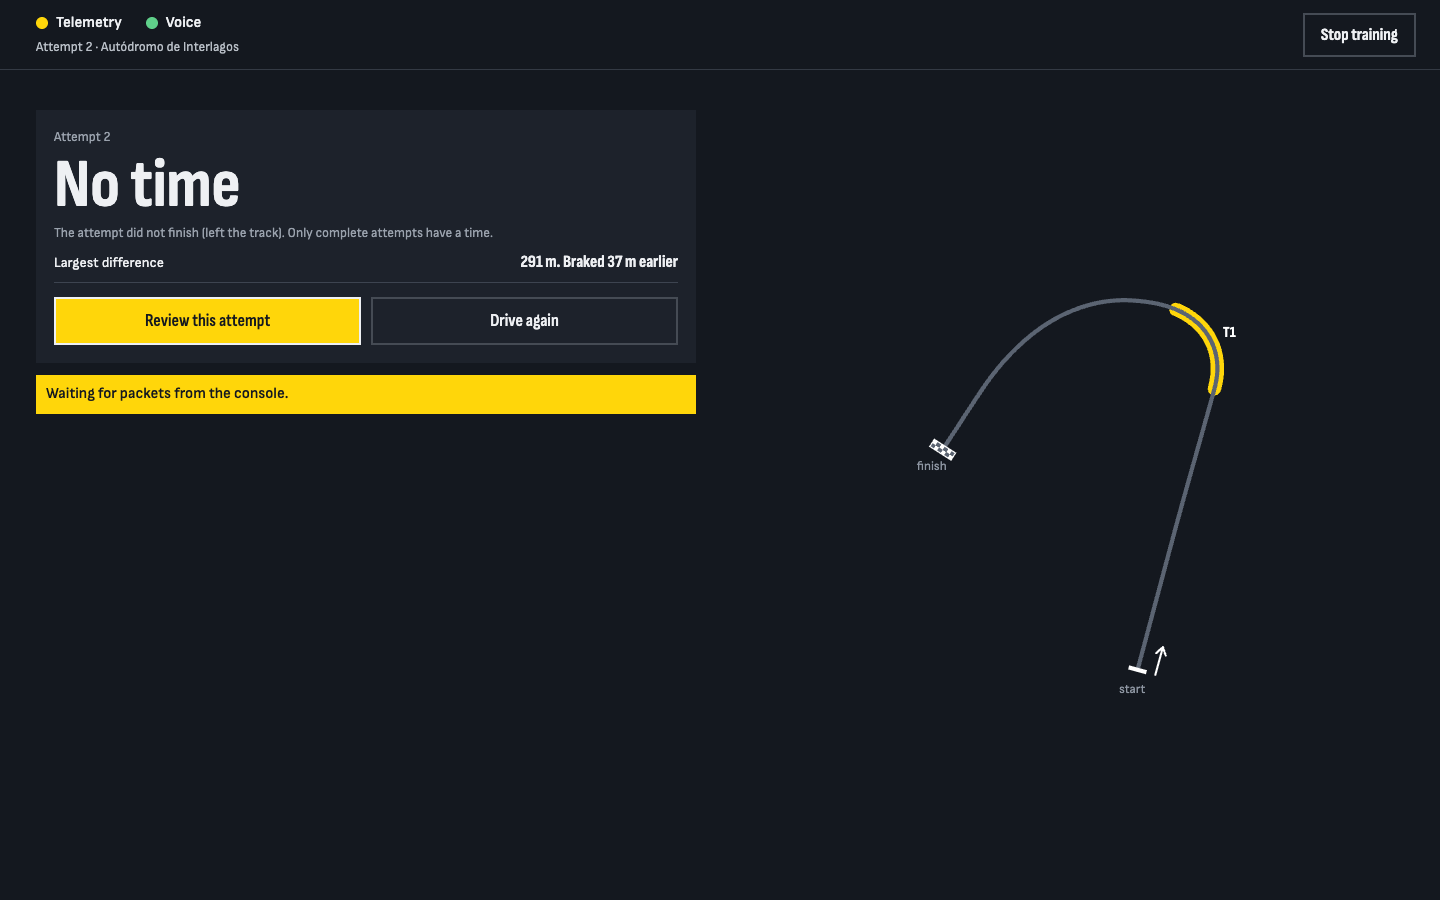 Telemetry Voice
Attempt 2 · Autódromo de Interlagos
Stop training
Attempt 2
No time
The attempt did not finish (left the track). Only complete attempts have a time.
Largest difference 291 m. Braked 37 m earlier
Review this attempt Drive again
Waiting for packets from the console.
T1
finish
start